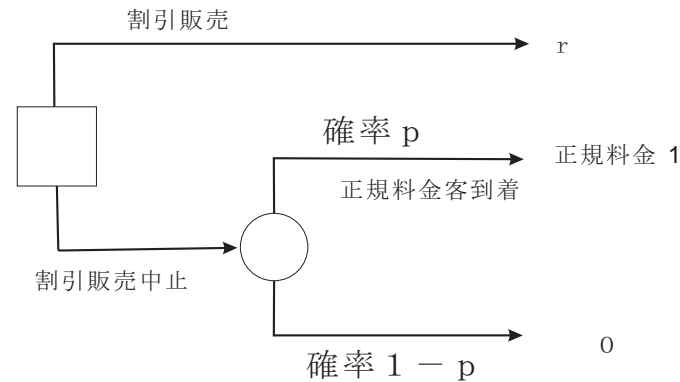 割引販売
r
確率 p
正規料金 1
正規料金客到着
割引販売中止
0
確率 1 － p